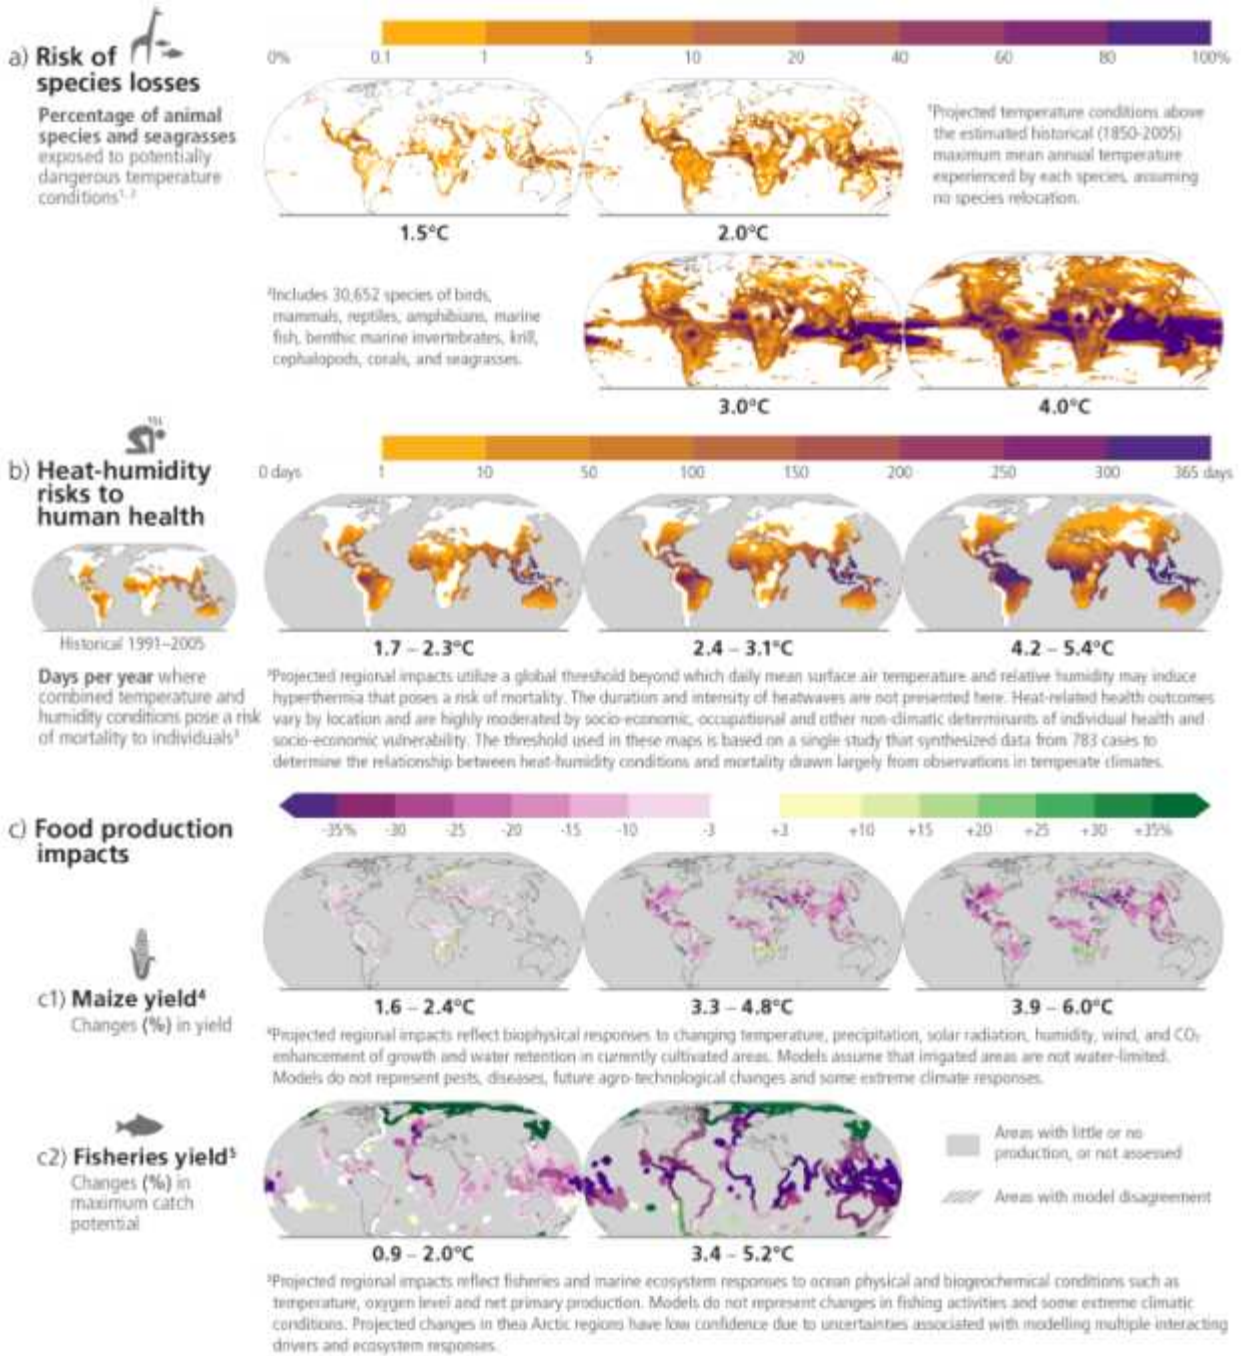 a) Risk of
species losses
Percentage of animal
species and seagrasses
exposed to potentially
dangerous temperature
conditions¹,²
0% 0.1 1 5 10 20 40 60 80 100%
1.5°C
2.0°C
¹Projected temperature conditions above
the estimated historical (1850-2005)
maximum mean annual temperature
experienced by each species, assuming
no species relocation.
²Includes 30,652 species of birds,
mammals, reptiles, amphibians, marine
fish, benthic marine invertebrates, krill,
cephalopods, corals, and seagrasses.
3.0°C
4.0°C
b) Heat-humidity
risks to
human health
0 days 1 10 50 100 150 200 250 300 365 days
Historical 1991–2005
1.7 – 2.3°C
2.4 – 3.1°C
4.2 – 5.4°C
Days per year where
combined temperature and
humidity conditions pose a risk
of mortality to individuals³
³Projected regional impacts utilize a global threshold beyond which daily mean surface air temperature and relative humidity may induce
hyperthermia that poses a risk of mortality. The duration and intensity of heatwaves are not presented here. Heat-related health outcomes
vary by location and are highly moderated by socio-economic, occupational and other non-climatic determinants of individual health and
socio-economic vulnerability. The threshold used in these maps is based on a single study that synthesized data from 783 cases to
determine the relationship between heat-humidity conditions and mortality drawn largely from observations in temperate climates.
c) Food production
impacts
-35% -30 -25 -20 -15 -10 -3 +3 +10 +15 +20 +25 +30 +35%
c1) Maize yield⁴
Changes (%) in yield
1.6 – 2.4°C
3.3 – 4.8°C
3.9 – 6.0°C
⁴Projected regional impacts reflect biophysical responses to changing temperature, precipitation, solar radiation, humidity, wind, and CO₂
enhancement of growth and water retention in currently cultivated areas. Models assume that irrigated areas are not water-limited.
Models do not represent pests, diseases, future agro-technological changes and some extreme climate responses.
c2) Fisheries yield⁵
Changes (%) in
maximum catch
potential
0.9 – 2.0°C
3.4 – 5.2°C
Areas with little or no
production, or not assessed
Areas with model disagreement
⁵Projected regional impacts reflect fisheries and marine ecosystem responses to ocean physical and biogeochemical conditions such as
temperature, oxygen level and net primary production. Models do not represent changes in fishing activities and some extreme climatic
conditions. Projected changes in thea Arctic regions have low confidence due to uncertainties associated with modelling multiple interacting
drivers and ecosystem responses.